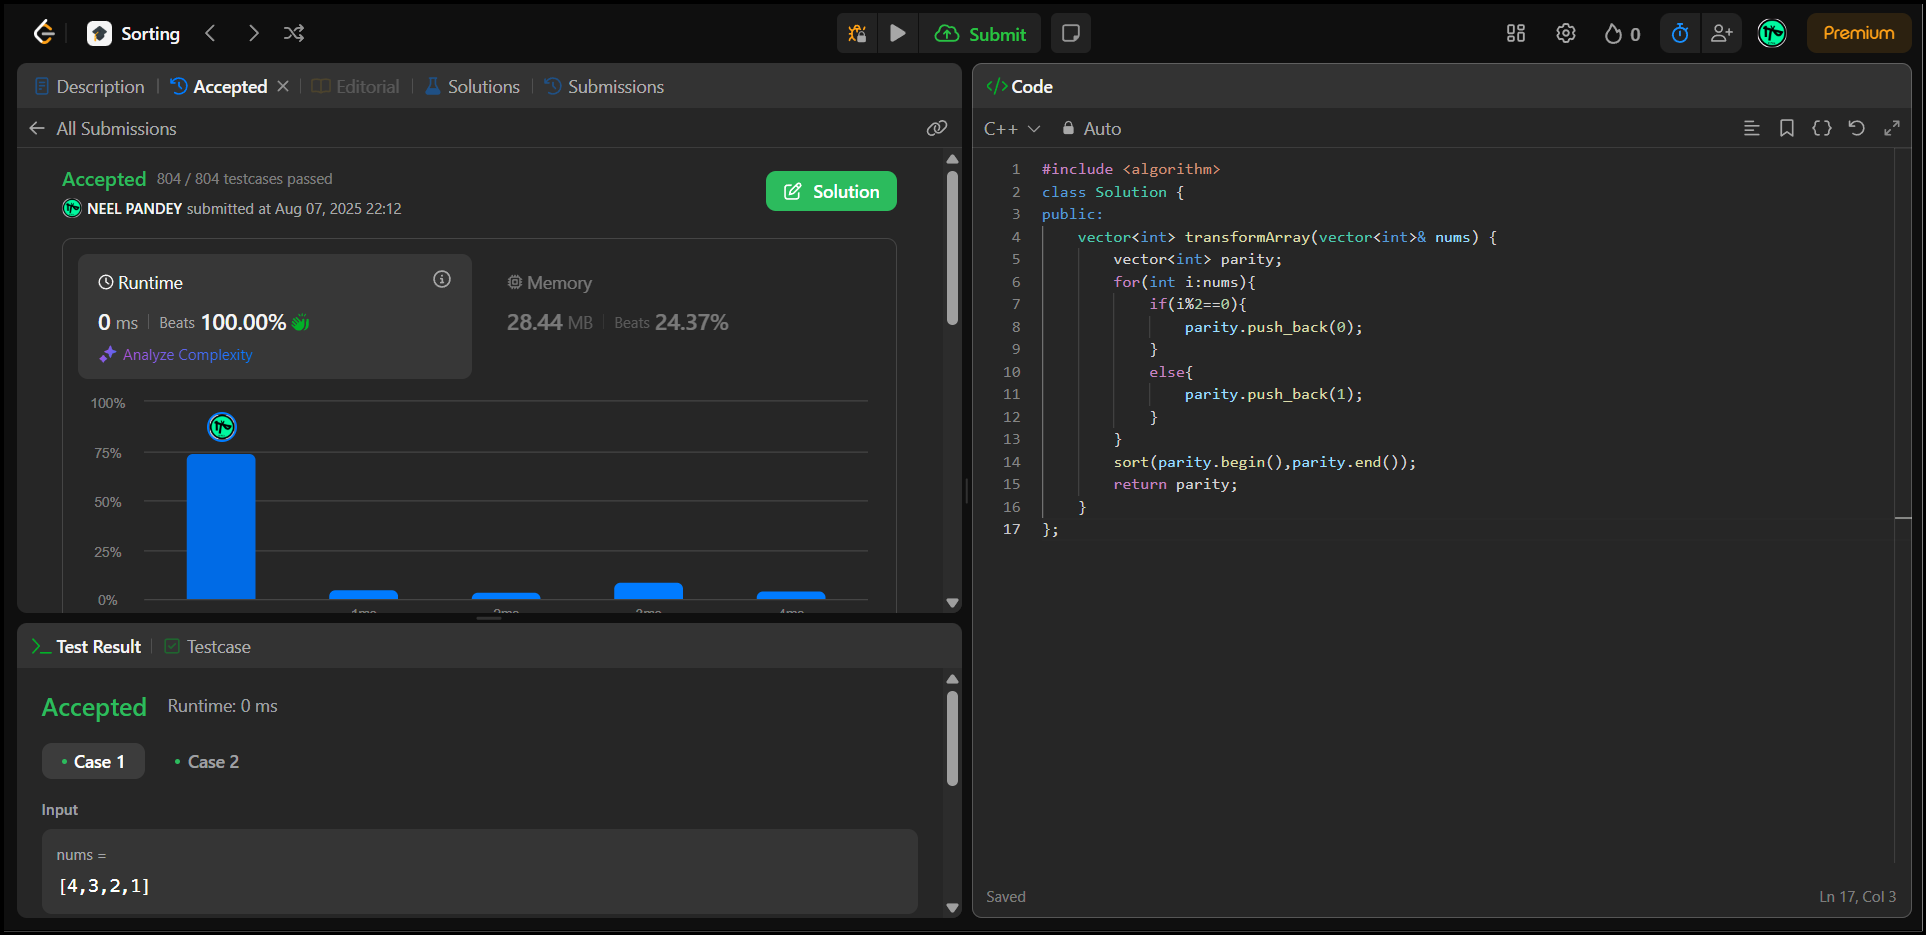 Sorting
Submit
0
Premium
Description
Accepted
Editorial
Solutions
Submissions
All Submissions
Accepted 804 / 804 testcases passed
NEEL PANDEY submitted at Aug 07, 2025 22:12
Solution
Runtime
0 ms Beats 100.00%
Analyze Complexity
Memory
28.44 MB Beats 24.37%
100%
75%
50%
25%
0%
Test Result
Testcase
Accepted Runtime: 0 ms
Case 1
Case 2
Input
nums =
[4,3,2,1]
Code
C++
Auto
1 #include <algorithm>
2 class Solution {
3 public:
4     vector<int> transformArray(vector<int>& nums) {
5         vector<int> parity;
6         for(int i:nums){
7             if(i%2==0){
8                 parity.push_back(0);
9             }
10             else{
11                 parity.push_back(1);
12             }
13         }
14         sort(parity.begin(),parity.end());
15         return parity;
16     }
17 };
Saved
Ln 17, Col 3